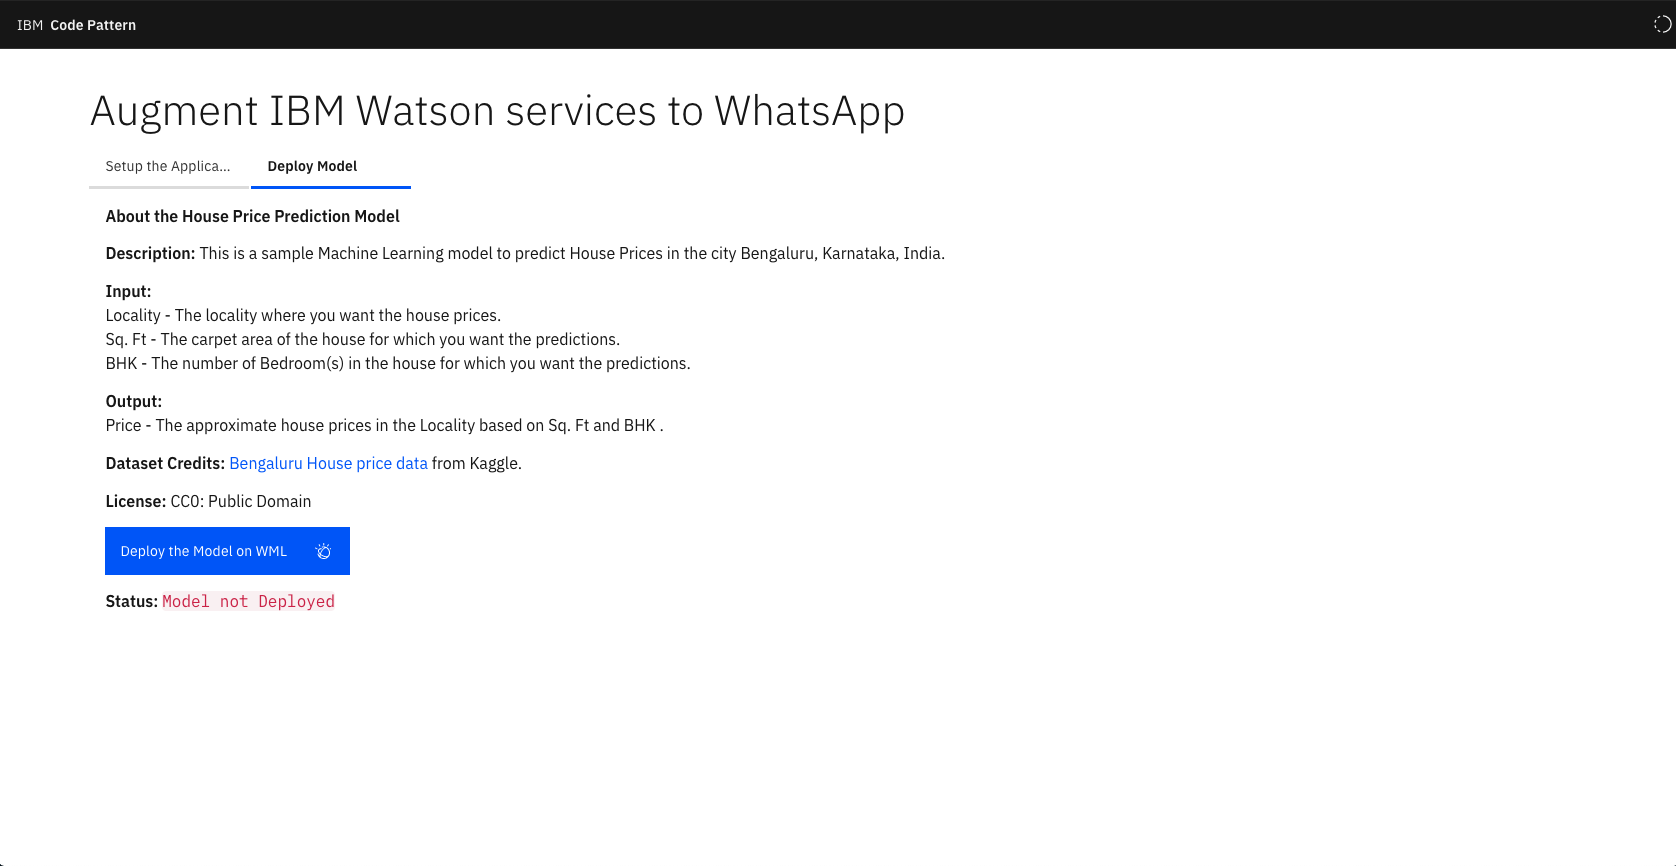 IBM Code Pattern
Augment IBM Watson services to WhatsApp
Setup the Applica... Deploy Model
About the House Price Prediction Model
Description: This is a sample Machine Learning model to predict House Prices in the city Bengaluru, Karnataka, India.
Input:
Locality - The locality where you want the house prices.
Sq. Ft - The carpet area of the house for which you want the predictions.
BHK - The number of Bedroom(s) in the house for which you want the predictions.
Output:
Price - The approximate house prices in the Locality based on Sq. Ft and BHK .
Dataset Credits: Bengaluru House price data from Kaggle.
License: CC0: Public Domain
Deploy the Model on WML
Status: Model not Deployed